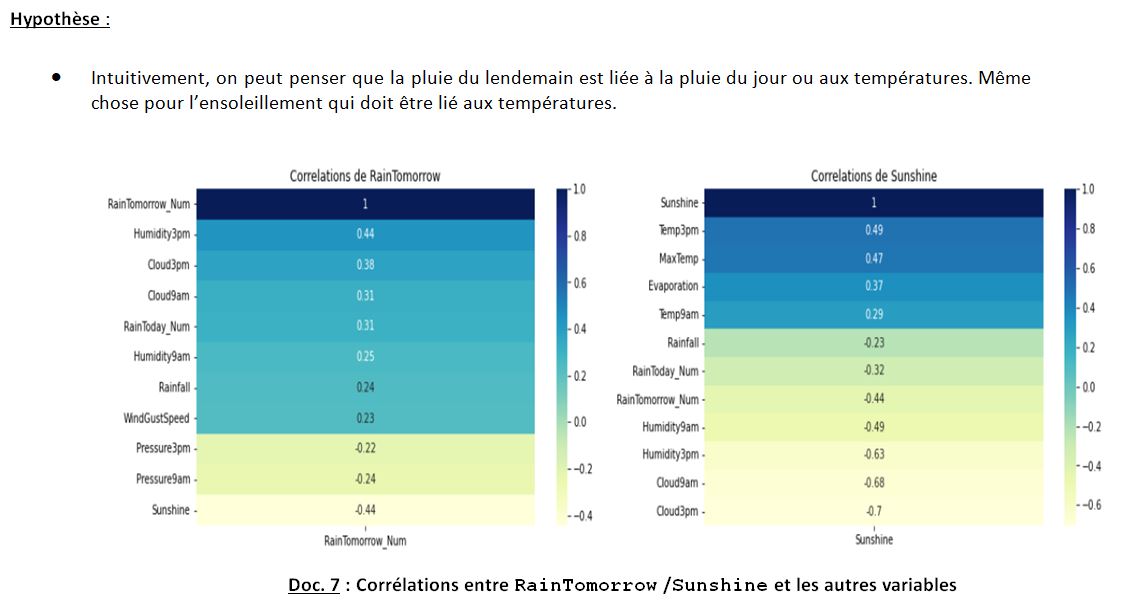 Hypothèse :
● Intuitivement, on peut penser que la pluie du lendemain est liée à la pluie du jour ou aux températures. Même
chose pour l’ensoleillement qui doit être lié aux températures.
Correlations de RainTomorrow
RainTomorrow_Num 1
Humidity3pm 0.44
Cloud3pm 0.38
Cloud9am 0.31
RainToday_Num 0.31
Humidity9am 0.25
Rainfall 0.24
WindGustSpeed 0.23
Pressure3pm -0.22
Pressure9am -0.24
Sunshine -0.44
RainTomorrow_Num
1.0
0.8
0.6
0.4
0.2
0.0
-0.2
-0.4
Correlations de Sunshine
Sunshine 1
Temp3pm 0.49
MaxTemp 0.47
Evaporation 0.37
Temp9am 0.29
Rainfall -0.23
RainToday_Num -0.32
RainTomorrow_Num -0.44
Humidity9am -0.49
Humidity3pm -0.63
Cloud9am -0.68
Cloud3pm -0.7
Sunshine
1.0
0.8
0.6
0.4
0.2
0.0
-0.2
-0.4
-0.6
Doc. 7 : Corrélations entre RainTomorrow /Sunshine et les autres variables